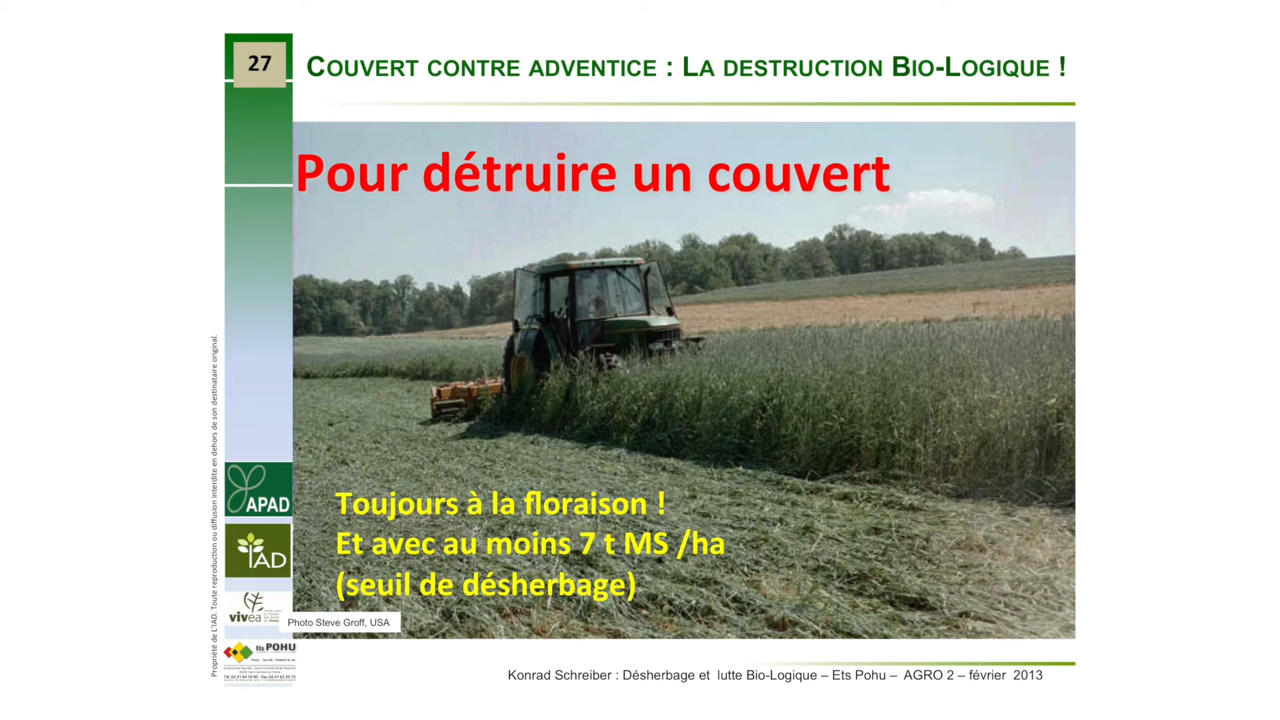 27
COUVERT CONTRE ADVENTICE : LA DESTRUCTION BIO-LOGIQUE !
Pour détruire un couvert
Toujours à la floraison !
Et avec au moins 7 t MS /ha
(seuil de désherbage)
Propriété de L'IAD. Toute reproduction ou diffusion interdite en dehors de son destinataire original.
APAD
IAD
vivea
Photo Steve Groff, USA
Ets POHU
Konrad Schreiber : Désherbage et lutte Bio-Logique – Ets Pohu – AGRO 2 – février 2013